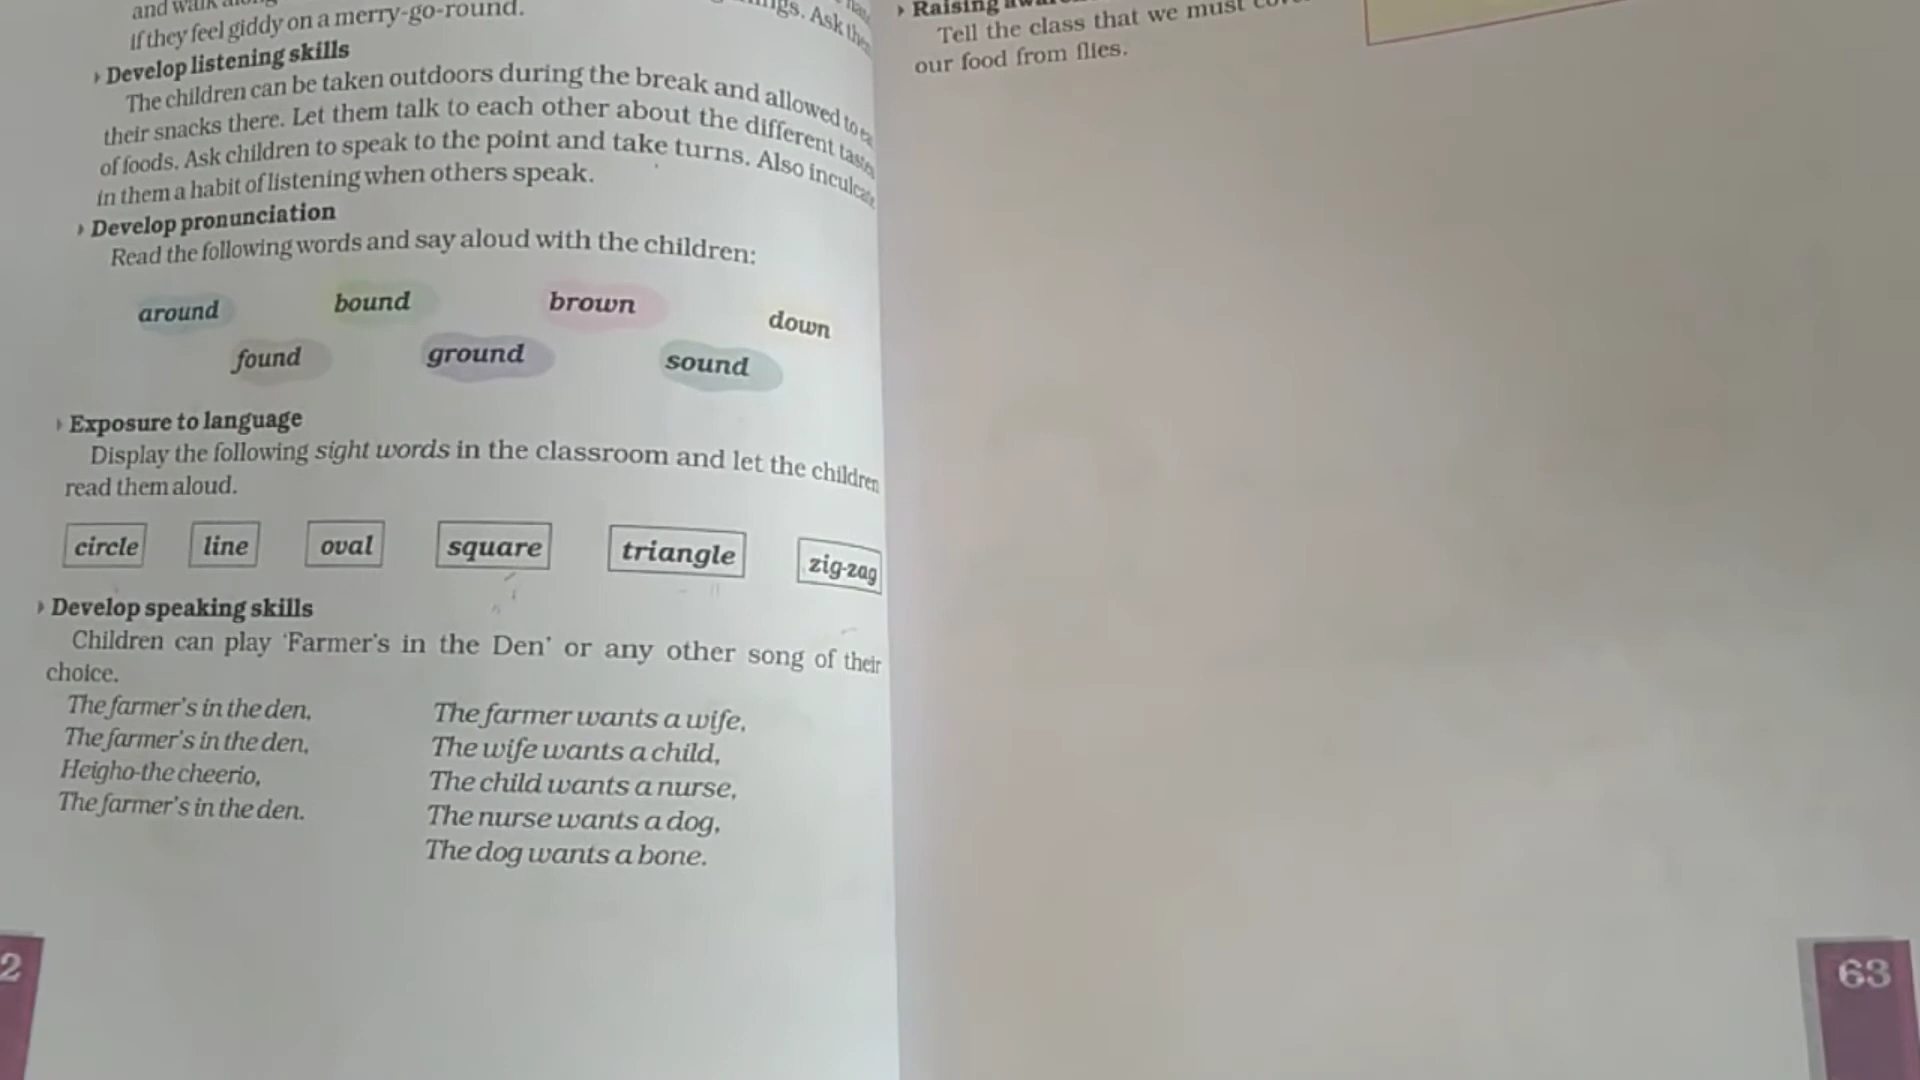 and walk
if they feel giddy on a merry-go-round.
ngs. Ask
▸ Develop listening skills
The children can be taken outdoors during the break and allowed to
their snacks there. Let them talk to each other about the different tastes
of foods. Ask children to speak to the point and take turns. Also inculcate
in them a habit of listening when others speak.
▸ Develop pronunciation
Read the following words and say aloud with the children:
around bound brown down
found ground sound
▸ Exposure to language
Display the following sight words in the classroom and let the children
read them aloud.
circle line oval square triangle zig-zag
▸ Develop speaking skills
Children can play 'Farmer's in the Den' or any other song of their
choice.
The farmer's in the den,
The farmer's in the den,
Heigho-the cheerio,
The farmer's in the den.
The farmer wants a wife,
The wife wants a child,
The child wants a nurse,
The nurse wants a dog,
The dog wants a bone.
2
▸ Raising
Tell the class that we must
our food from flies.
63